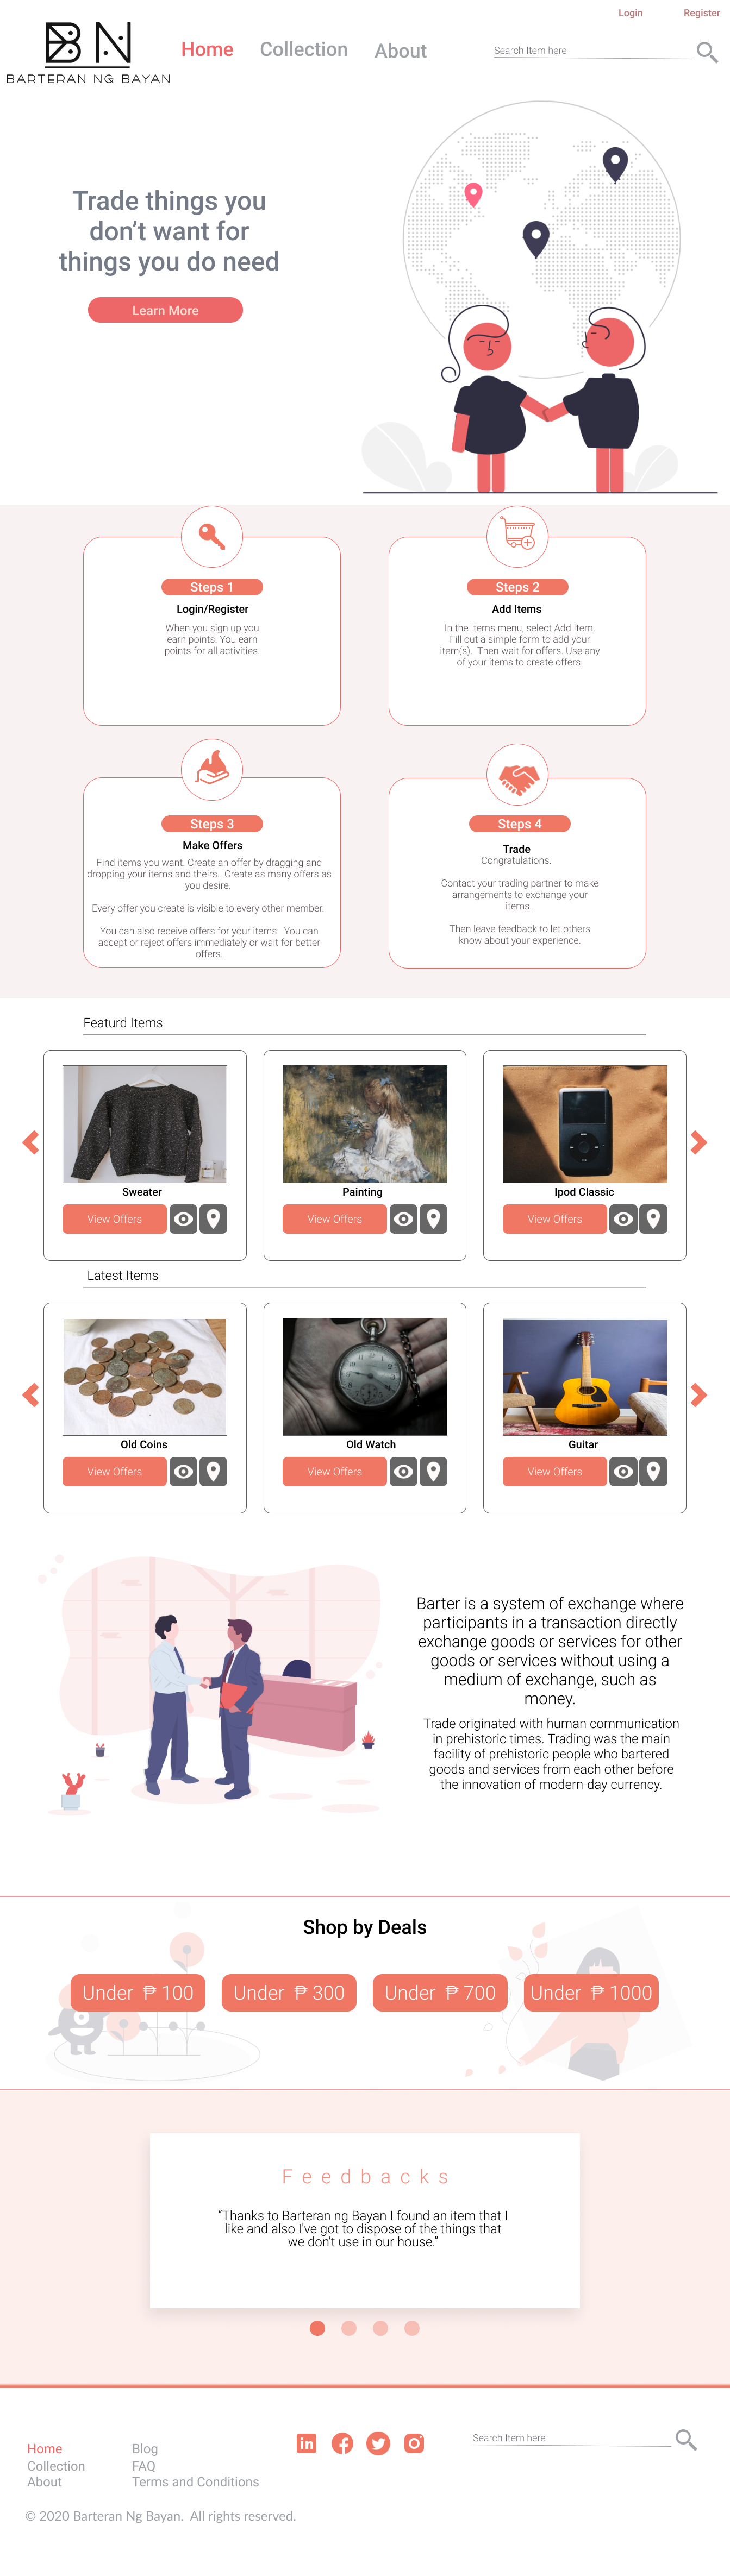 Login Register
BN
BARTERAN NG BAYAN
Home Collection About
Search Item here
Trade things you
don't want for
things you do need
Learn More
Steps 1
Login/Register
When you sign up you
earn points. You earn
points for all activities.
Steps 2
Add Items
In the Items menu, select Add Item.
Fill out a simple form to add your
item(s). Then wait for offers. Use any
of your items to create offers.
Steps 3
Make Offers
Find items you want. Create an offer by dragging and
dropping your items and theirs. Create as many offers as
you desire.
Every offer you create is visible to every other member.
You can also receive offers for your items. You can
accept or reject offers immediately or wait for better
offers.
Steps 4
Trade
Congratulations.
Contact your trading partner to make
arrangements to exchange your
items.
Then leave feedback to let others
know about your experience.
Featurd Items
Sweater
View Offers
Painting
View Offers
Ipod Classic
View Offers
Latest Items
Old Coins
View Offers
Old Watch
View Offers
Guitar
View Offers
Barter is a system of exchange where
participants in a transaction directly
exchange goods or services for other
goods or services without using a
medium of exchange, such as
money.
Trade originated with human communication
in prehistoric times. Trading was the main
facility of prehistoric people who bartered
goods and services from each other before
the innovation of modern-day currency.
Shop by Deals
Under ₱ 100
Under ₱ 300
Under ₱ 700
Under ₱ 1000
Feedbacks
"Thanks to Barteran ng Bayan I found an item that I
like and also I've got to dispose of the things that
we don't use in our house."
Home
Collection
About
Blog
FAQ
Terms and Conditions
in
Search Item here
© 2020 Barteran Ng Bayan. All rights reserved.